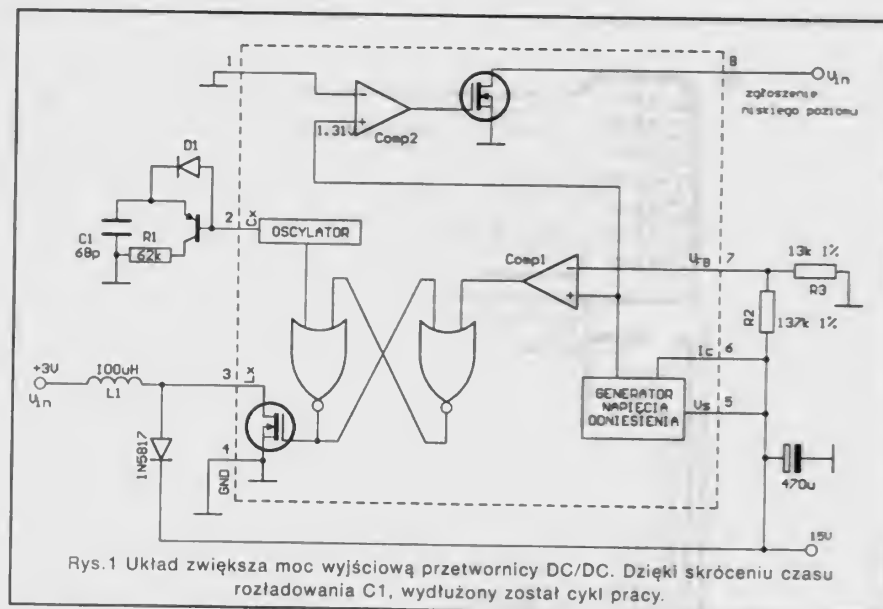 1
8
Uin
zgłoszenie
niskiego poziomu
1.31V
Comp2
D1
2
Cx
OSCYLATOR
C1
68p
R1
62k
Comp1
UFB
7
13k 1%
R3
R2
137k 1%
Ic
6
+3V
Uin
100uH
L1
3
Lx
GENERATOR
NAPIĘCIA
ODNIESIENIA
Us
5
1N5817
4
GND
470u
15V
Rys.1 Układ zwiększa moc wyjściową przetwornicy DC/DC. Dzięki skróceniu czasu
rozładowania C1, wydłużony został cykl pracy.